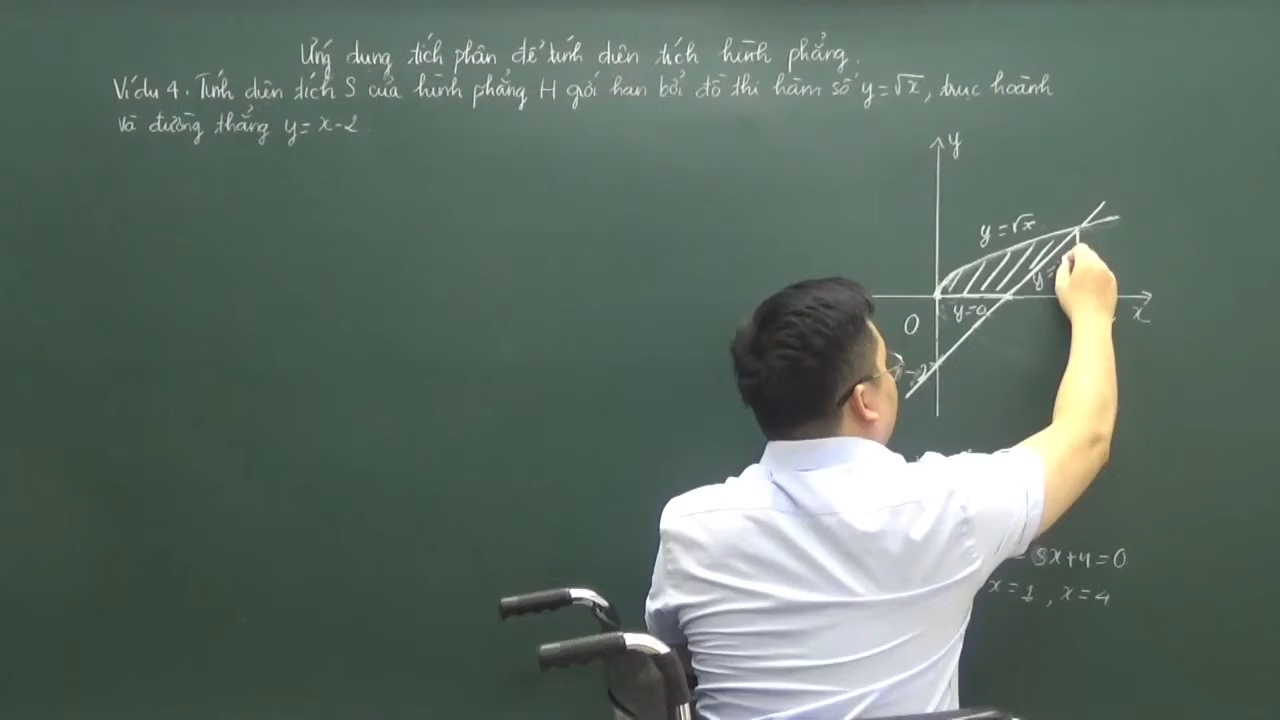 Ứng dụng tích phân để tính diện tích hình phẳng.
Ví dụ 4. Tính diện tích S của hình phẳng H giới hạn bởi đồ thị hàm số y=√x, trục hoành
và đường thẳng y=x-2.
y
y=√x
y=
y=0
O
x
-2
- 5x+4=0
x=1, x=4